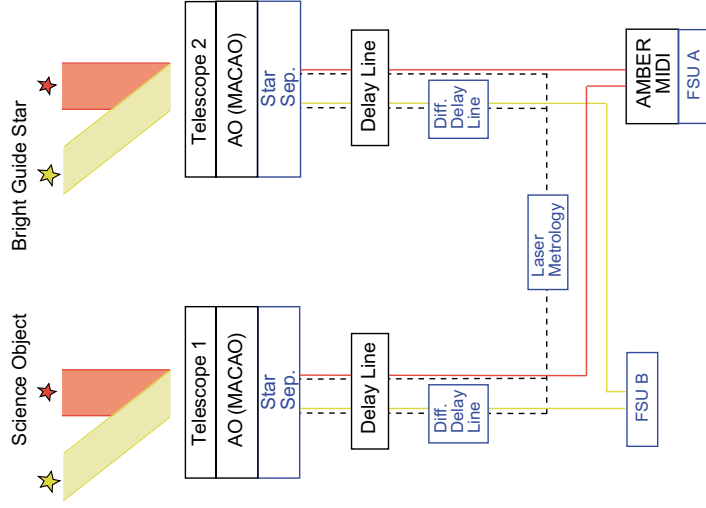 Science Object
Bright Guide Star
Telescope 1
AO (MACAO)
Star
Sep.
Telescope 2
AO (MACAO)
Star
Sep.
Delay Line
Delay Line
Diff.
Delay
Line
Diff.
Delay
Line
Laser
Metrology
FSU B
AMBER
MIDI
FSU A